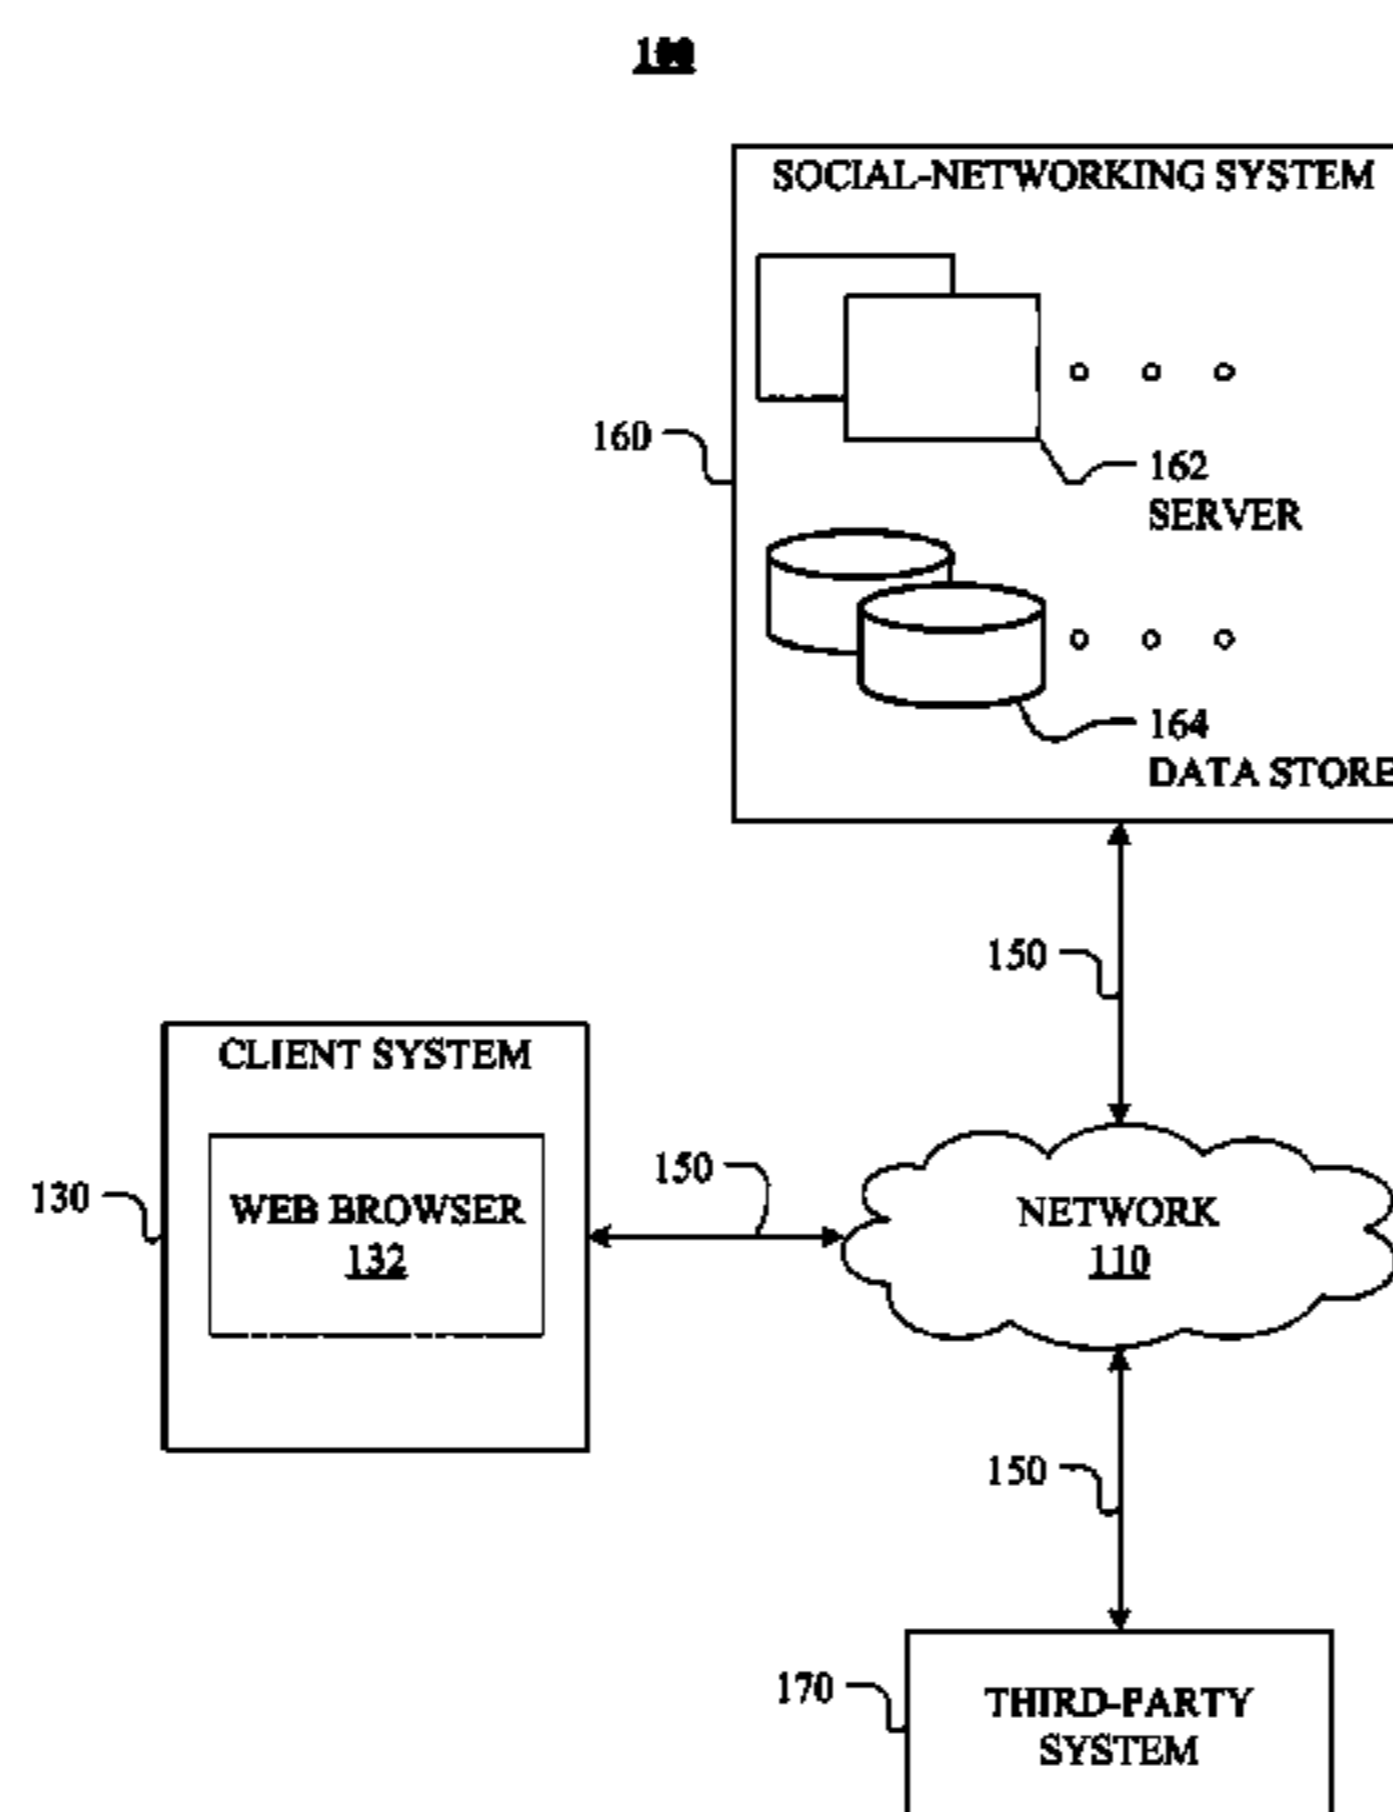 100
SOCIAL-NETWORKING SYSTEM
160
162
SERVER
164
DATA STORE
150
CLIENT SYSTEM
130
WEB BROWSER
132
150
NETWORK
110
150
170
THIRD-PARTY
SYSTEM